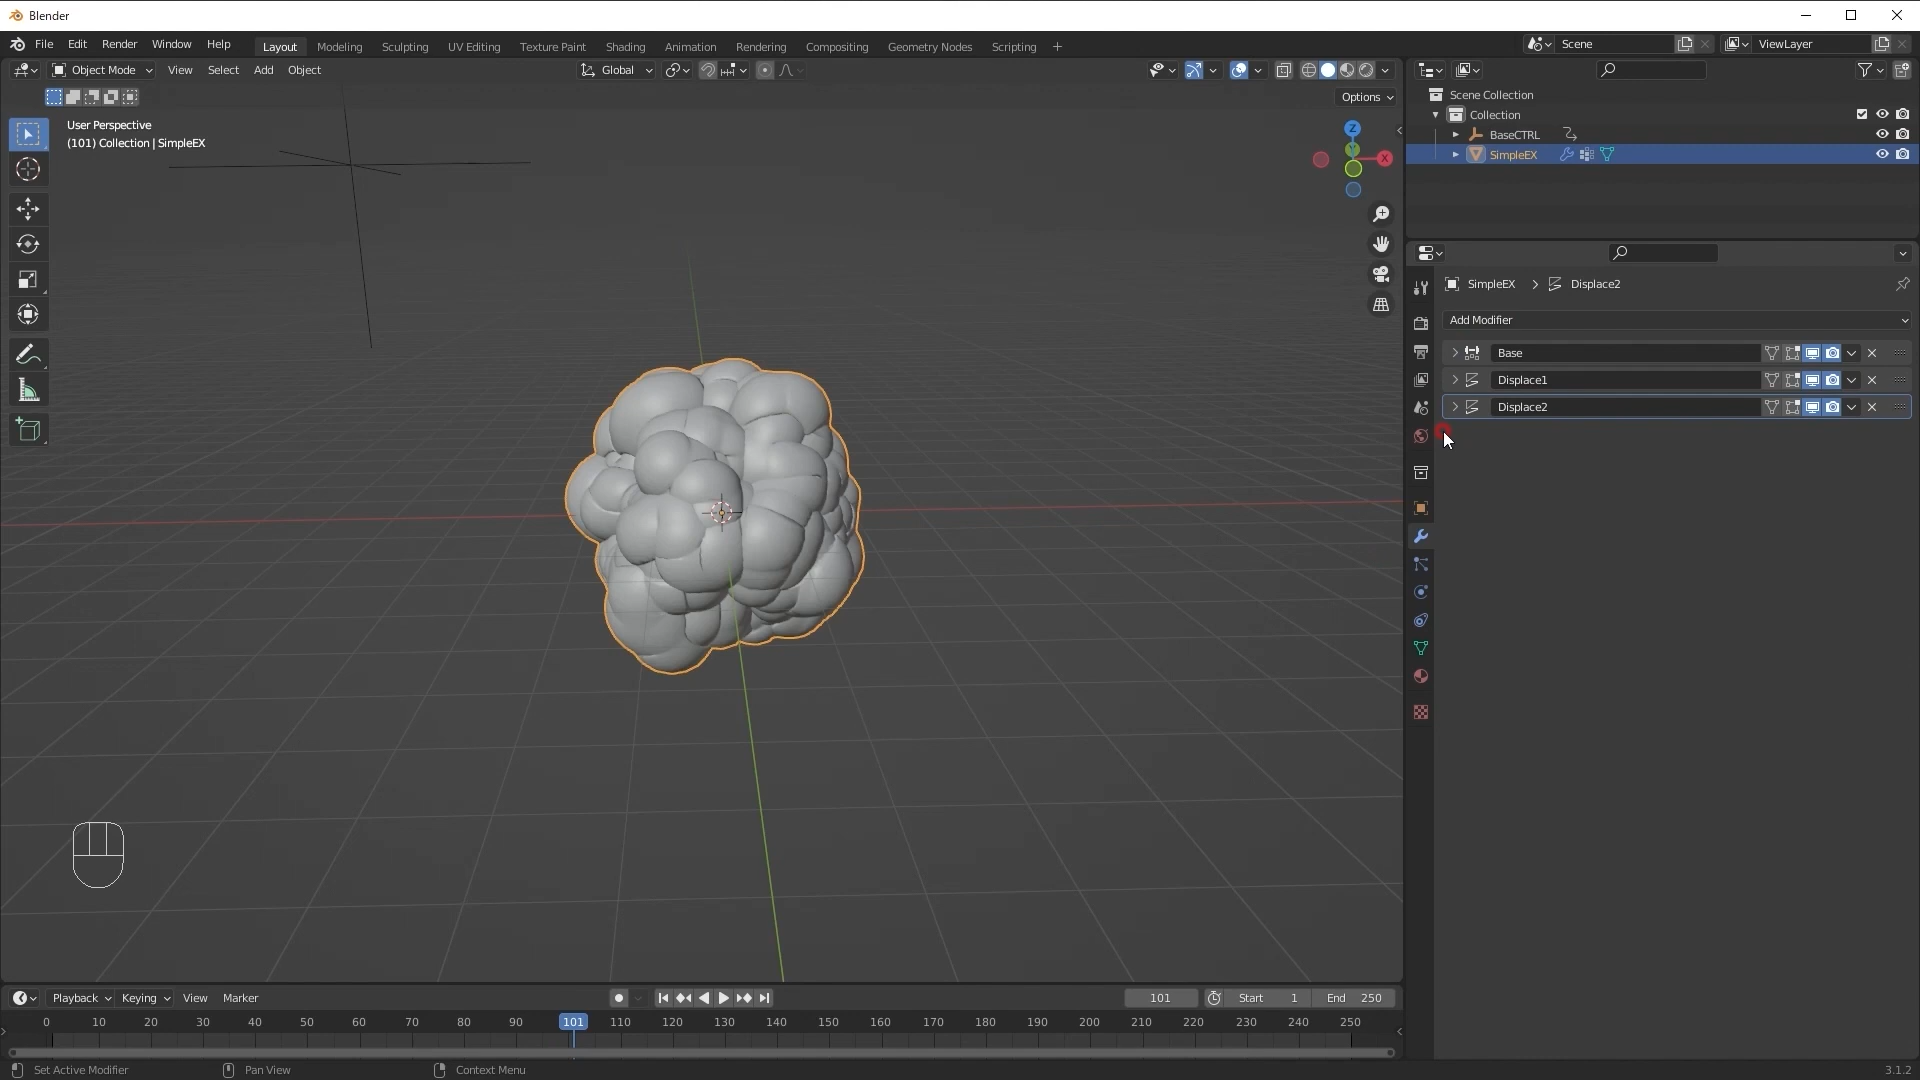 Blender
File Edit Render Window Help Layout Modeling Sculpting UV Editing Texture Paint Shading Animation Rendering Compositing Geometry Nodes Scripting + Scene ViewLayer
Object Mode View Select Add Object Global
Options
User Perspective
(101) Collection | SimpleEX
Z
Y
X
Scene Collection
Collection
BaseCTRL
SimpleEX
SimpleEX > Displace2
Add Modifier
Base
Displace1
Displace2
Playback Keying View Marker 101 Start 1 End 250
0 10 20 30 40 50 60 70 80 90 101 110 120 130 140 150 160 170 180 190 200 210 220 230 240 250
Set Active Modifier Pan View Context Menu 3.1.2